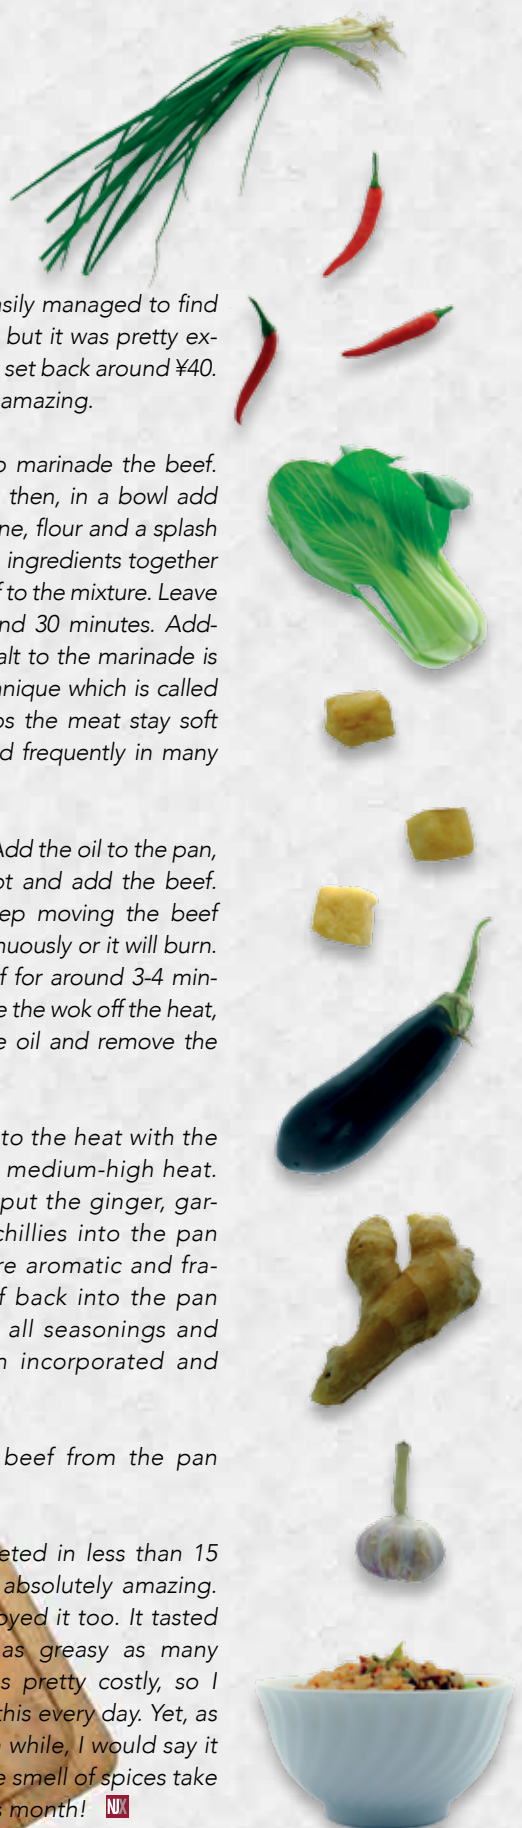 asily managed to find
but it was pretty ex-
set back around ¥40.
amazing.
o marinade the beef.
then, in a bowl add
ne, flour and a splash
ingredients together
f to the mixture. Leave
nd 30 minutes. Add-
alt to the marinade is
nique which is called
ps the meat stay soft
d frequently in many
Add the oil to the pan,
ot and add the beef.
ep moving the beef
nuously or it will burn.
f for around 3-4 min-
e the wok off the heat,
e oil and remove the
to the heat with the
medium-high heat.
put the ginger, gar-
chillies into the pan
re aromatic and fra-
f back into the pan
all seasonings and
n incorporated and
beef from the pan
eted in less than 15
absolutely amazing.
oyed it too. It tasted
as greasy as many
s pretty costly, so I
this every day. Yet, as
n while, I would say it
e smell of spices take
s month! NJX